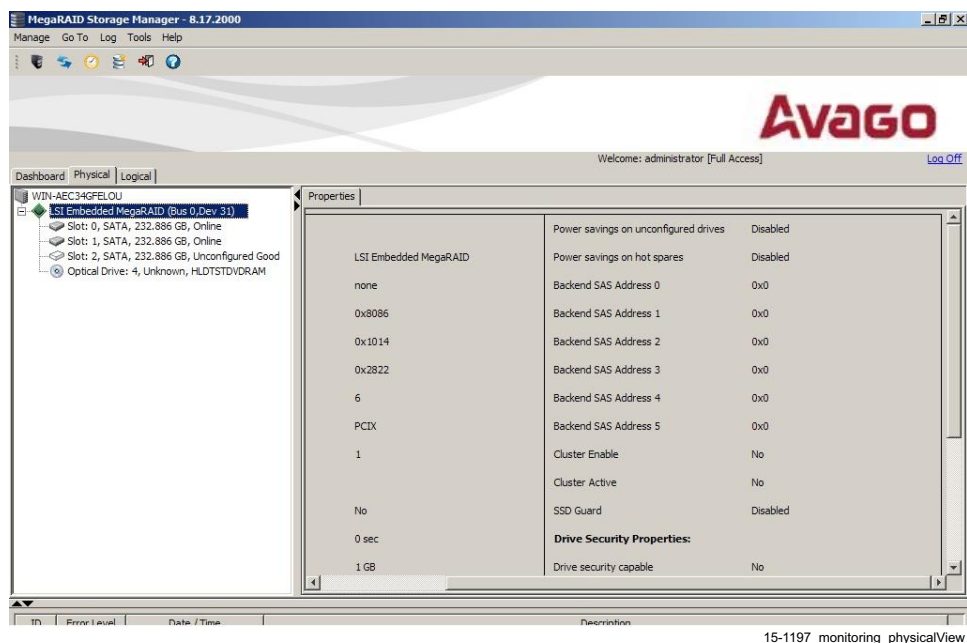 MegaRAID Storage Manager - 8.17.2000
Manage Go To Log Tools Help
Avago
Welcome: administrator [Full Access] Log Off
Dashboard Physical Logical
WIN-AEC34GFELOU
LSI Embedded MegaRAID (Bus 0,Dev 31)
Slot: 0, SATA, 232.886 GB, Online
Slot: 1, SATA, 232.886 GB, Online
Slot: 2, SATA, 232.886 GB, Unconfigured Good
Optical Drive: 4, Unknown, HLDTSTDVDRAM
Properties
Power savings on unconfigured drives Disabled
LSI Embedded MegaRAID Power savings on hot spares Disabled
none Backend SAS Address 0 0x0
0x8086 Backend SAS Address 1 0x0
0x1014 Backend SAS Address 2 0x0
0x2822 Backend SAS Address 3 0x0
6 Backend SAS Address 4 0x0
PCIX Backend SAS Address 5 0x0
1 Cluster Enable No
Cluster Active No
No SSD Guard Disabled
0 sec Drive Security Properties:
1 GB Drive security capable No
ID Error Level Date / Time Description
15-1197_monitoring_physicalView